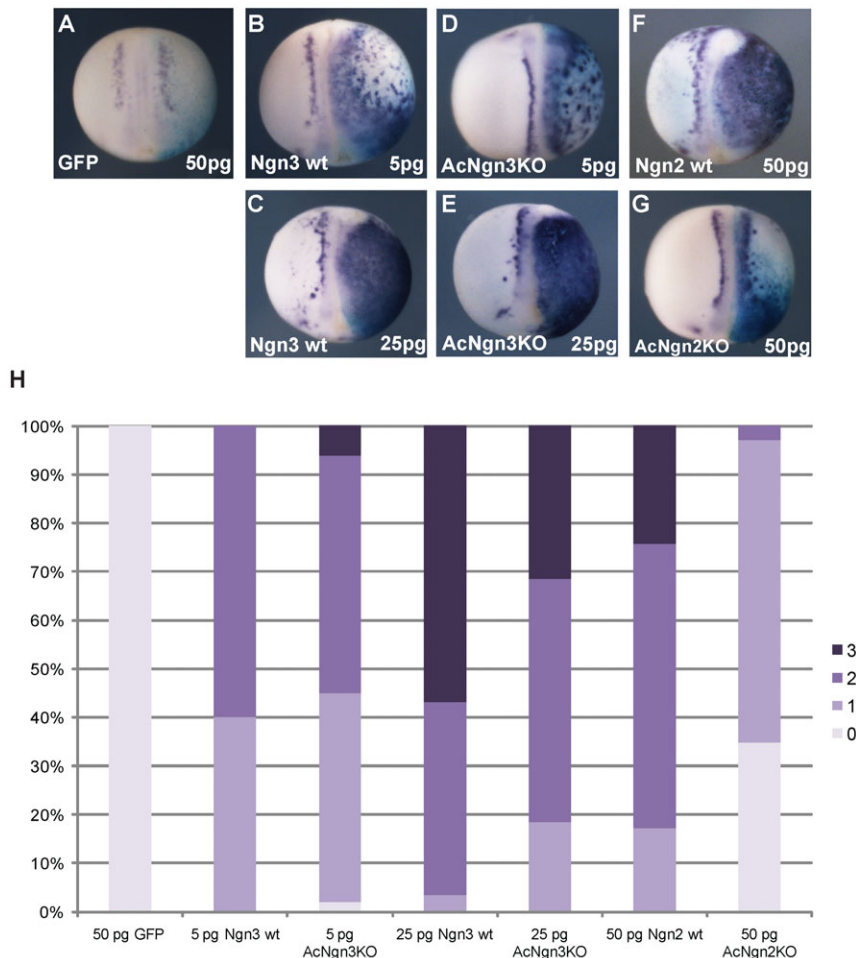 A
B
D
F
GFP 50pg
Ngn3 wt 5pg
AcNgn3KO 5pg
Ngn2 wt 50pg
C
E
G
Ngn3 wt 25pg
AcNgn3KO 25pg
AcNgn2KO 50pg
H
100%
90%
80%
70%
60%
50%
40%
30%
20%
10%
0%
3
2
1
0
50 pg GFP
5 pg Ngn3 wt
5 pg
AcNgn3KO
25 pg Ngn3 wt
25 pg
AcNgn3KO
50 pg Ngn2 wt
50 pg
AcNgn2KO